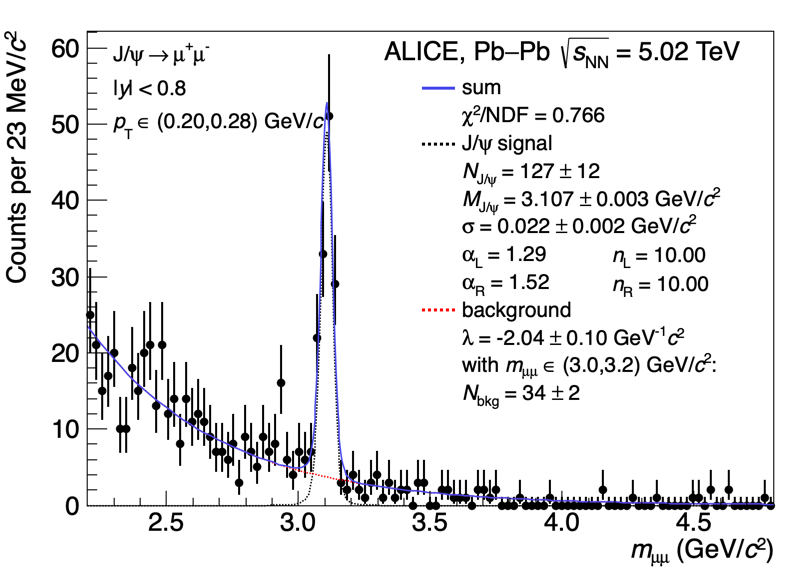 60
50
40
30
20
10
0
Counts per 23 MeV/c²
J/ψ → μ⁺μ⁻
|y| < 0.8
p_T ∈ (0.20,0.28) GeV/c
ALICE, Pb–Pb √s_NN = 5.02 TeV
sum
χ²/NDF = 0.766
J/ψ signal
N_J/ψ = 127 ± 12
M_J/ψ = 3.107 ± 0.003 GeV/c²
σ = 0.022 ± 0.002 GeV/c²
α_L = 1.29 n_L = 10.00
α_R = 1.52 n_R = 10.00
background
λ = -2.04 ± 0.10 GeV⁻¹c²
with m_μμ ∈ (3.0,3.2) GeV/c²:
N_bkg = 34 ± 2
2.5 3.0 3.5 4.0 4.5
m_μμ (GeV/c²)